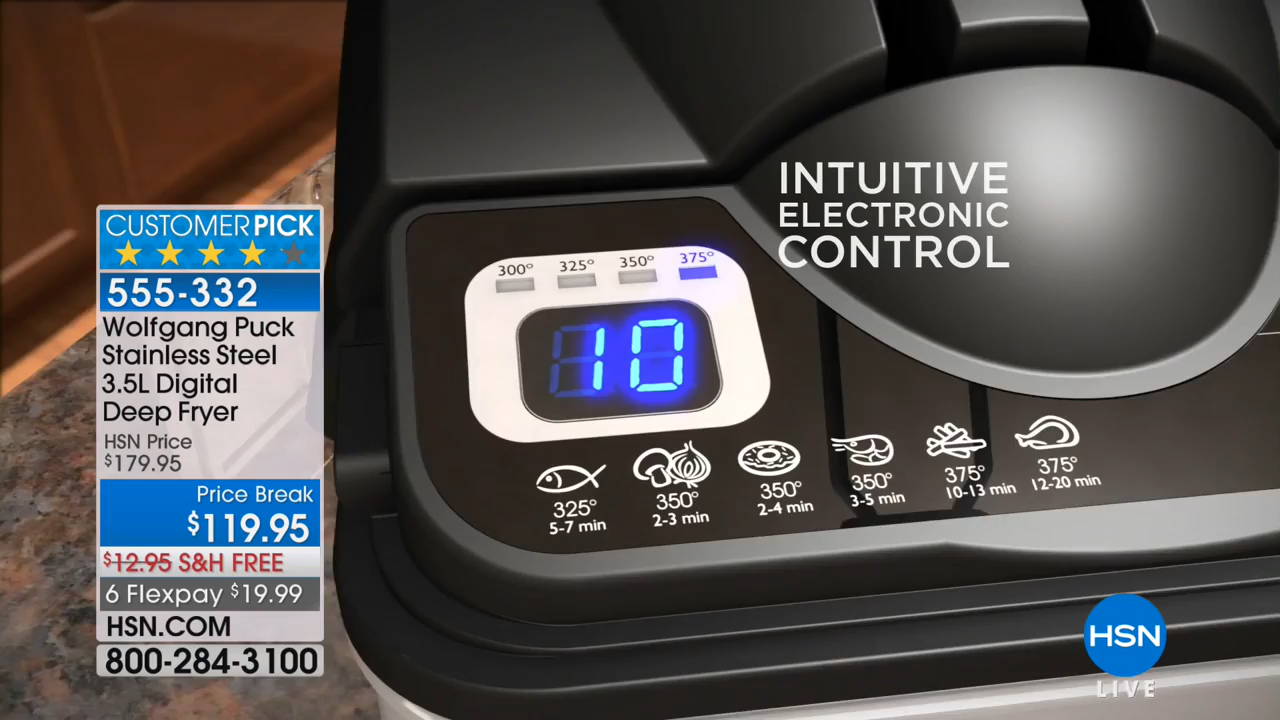 CUSTOMER PICK
555-332
Wolfgang Puck
Stainless Steel
3.5L Digital
Deep Fryer
HSN Price
$179.95
Price Break
$119.95
$12.95 S&H FREE
6 Flexpay $19.99
HSN.COM
800-284-3100
INTUITIVE
ELECTRONIC
CONTROL
300° 325° 350° 375°
10
325° 350° 350° 350° 375° 375°
5-7 min 2-3 min 2-4 min 3-5 min 10-13 min 12-20 min
HSN
LIVE